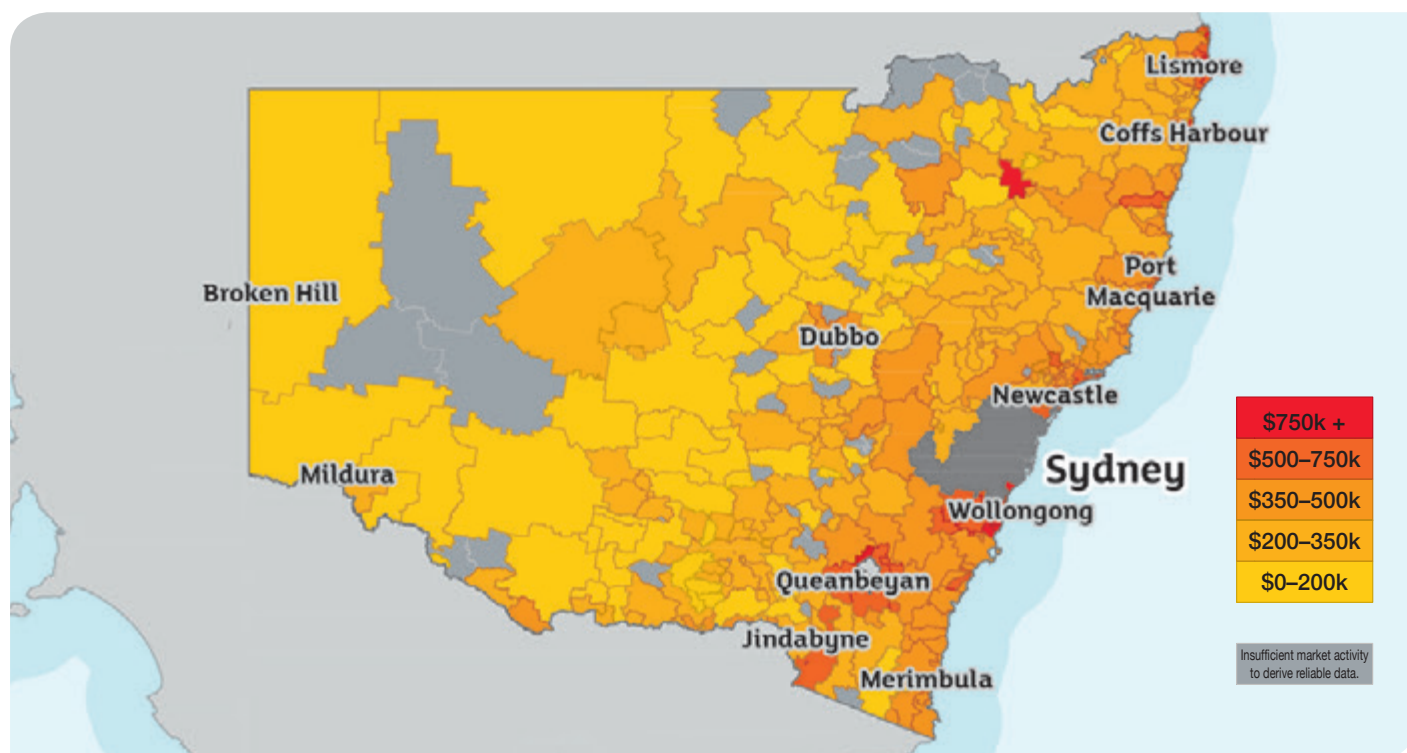 Lismore
Coffs Harbour
Port
Macquarie
Broken Hill
Dubbo
Newcastle
Sydney
Mildura
Wollongong
Queanbeyan
Jindabyne
Merimbula
$750k +
$500–750k
$350–500k
$200–350k
$0–200k
Insufficient market activity
to derive reliable data.